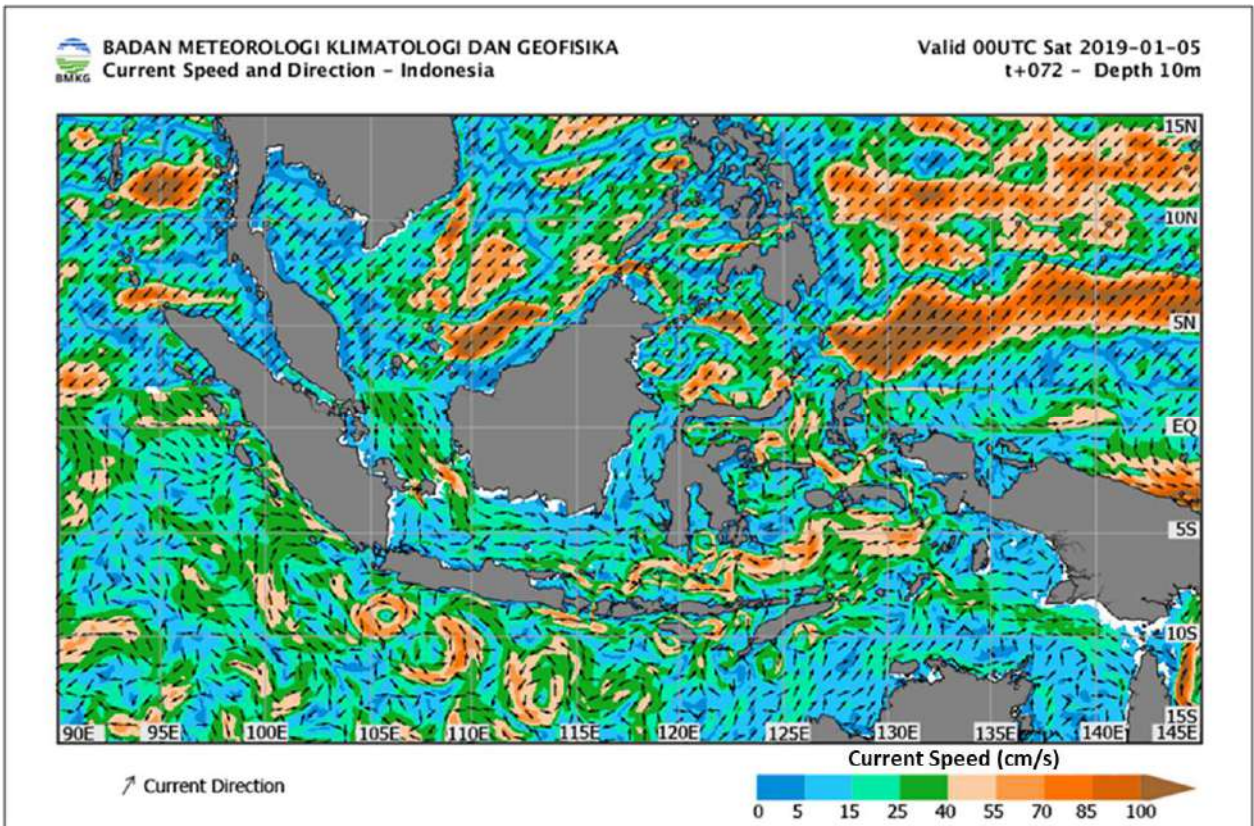 BADAN METEOROLOGI KLIMATOLOGI DAN GEOFISIKA
Current Speed and Direction - Indonesia
BMKG
Valid 00UTC Sat 2019-01-05
t+072 - Depth 10m
15N
10N
5N
EQ
5S
10S
15S
90E 95E 100E 105E 110E 115E 120E 125E 130E 135E 140E 145E
Current Direction
Current Speed (cm/s)
0 5 15 25 40 55 70 85 100